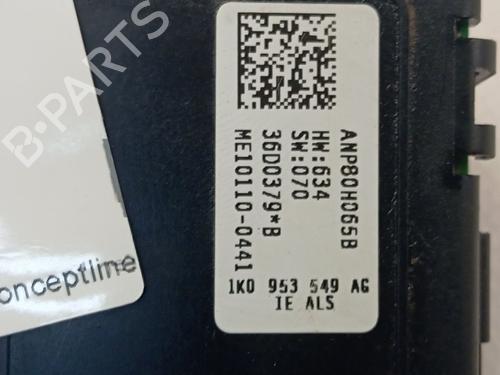 ANP80H065B
HW:634
SW:070
36D0379*B
ME10110-0441
1K0 953 549 AG
IE ALS
onceptline
B-PARTS